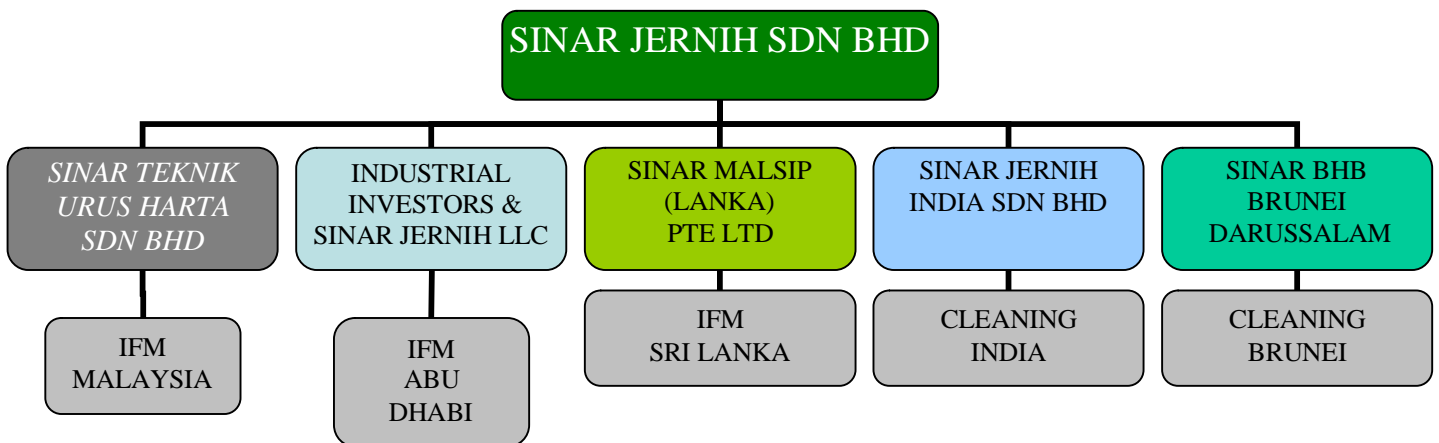 SINAR JERNIH SDN BHD
SINAR TEKNIK
URUS HARTA
SDN BHD
INDUSTRIAL
INVESTORS &
SINAR JERNIH LLC
SINAR MALSIP
(LANKA)
PTE LTD
SINAR JERNIH
INDIA SDN BHD
SINAR BHB
BRUNEI
DARUSSALAM
IFM
MALAYSIA
IFM
ABU
DHABI
IFM
SRI LANKA
CLEANING
INDIA
CLEANING
BRUNEI